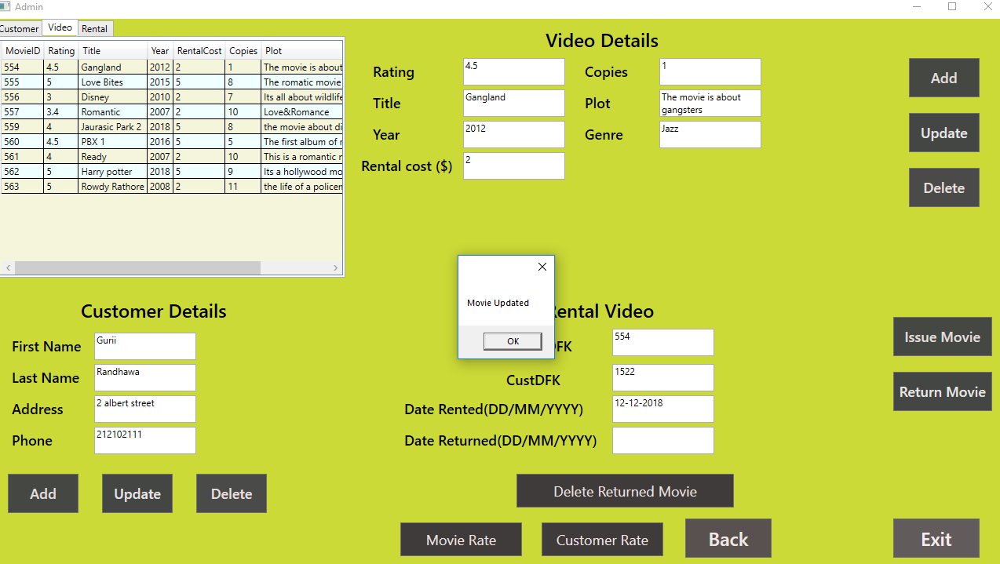 Admin
Customer Video Rental
MovieID Rating Title Year RentalCost Copies Plot
554 4.5 Gangland 2012 2 1 The movie is about
555 5 Love Bites 2015 5 8 The romatic movie
556 3 Disney 2010 2 7 Its all about wildlife
557 3.4 Romantic 2007 2 10 Love&Romance
559 4 Jaurasic Park 2 2018 5 8 the movie about di
560 4.5 PBX 1 2016 5 5 The first album of
561 4 Ready 2007 2 10 This is a romantic
562 5 Harry potter 2018 5 9 Its a hollywood mo
563 5 Rowdy Rathore 2008 2 11 the life of a policem
Video Details
Rating 4.5 Copies 1
Title Gangland Plot The movie is about
gangsters
Year 2012 Genre Jazz
Rental cost ($) 2
Add
Update
Delete
Movie Updated
OK
Customer Details
First Name Gurii
Last Name Randhawa
Address 2 albert street
Phone 212102111
Add Update Delete
Rental Video
FK 554
CustDFK 1522
Date Rented(DD/MM/YYYY) 12-12-2018
Date Returned(DD/MM/YYYY)
Issue Movie
Return Movie
Delete Returned Movie
Movie Rate Customer Rate Back Exit